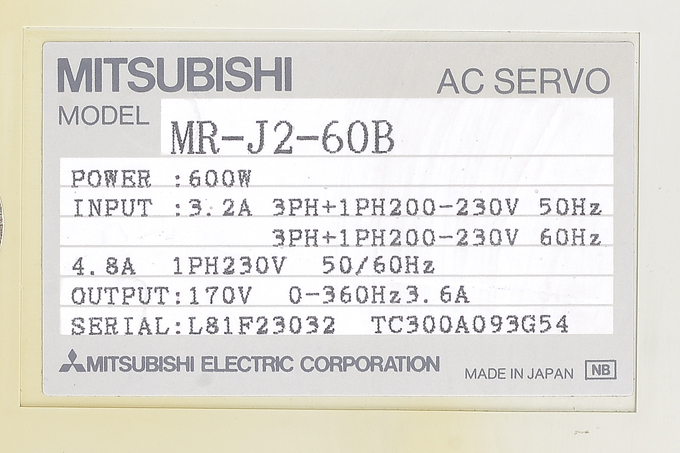 MITSUBISHI AC SERVO
MODEL MR-J2-60B
POWER :600W
INPUT :3.2A 3PH+1PH200-230V 50Hz
3PH+1PH200-230V 60Hz
4.8A 1PH230V 50/60Hz
OUTPUT:170V 0-360Hz3.6A
SERIAL:L81F23032 TC300A093G54
MITSUBISHI ELECTRIC CORPORATION MADE IN JAPAN NB